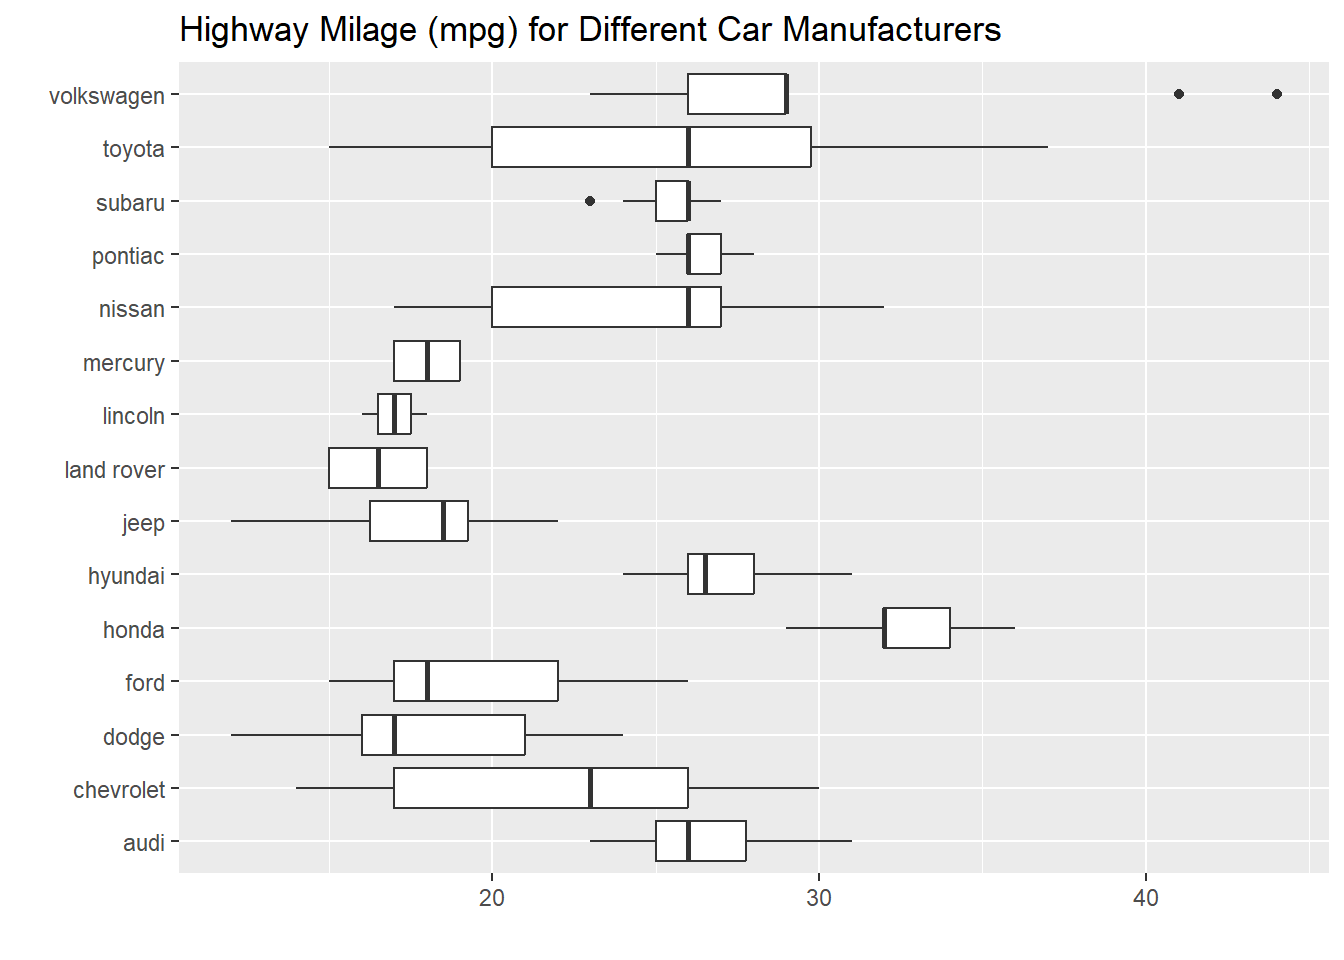 Highway Milage (mpg) for Different Car Manufacturers
volkswagen
toyota
subaru
pontiac
nissan
mercury
lincoln
land rover
jeep
hyundai
honda
ford
dodge
chevrolet
audi
20 30 40